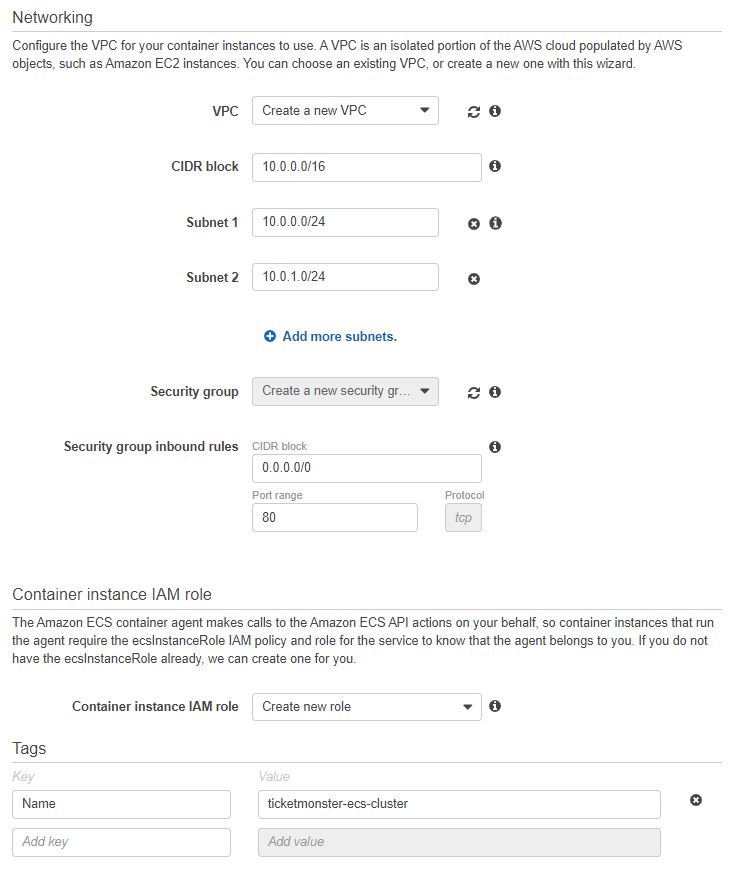 Networking
Configure the VPC for your container instances to use. A VPC is an isolated portion of the AWS cloud populated by AWS
objects, such as Amazon EC2 instances. You can choose an existing VPC, or create a new one with this wizard.
VPC Create a new VPC
CIDR block 10.0.0.0/16
Subnet 1 10.0.0.0/24
Subnet 2 10.0.1.0/24
Add more subnets.
Security group Create a new security gr...
Security group inbound rules CIDR block
0.0.0.0/0
Port range Protocol
80 tcp
Container instance IAM role
The Amazon ECS container agent makes calls to the Amazon ECS API actions on your behalf, so container instances that run
the agent require the ecsInstanceRole IAM policy and role for the service to know that the agent belongs to you. If you do not
have the ecsInstanceRole already, we can create one for you.
Container instance IAM role Create new role
Tags
Key Value
Name ticketmonster-ecs-cluster
Add key Add value